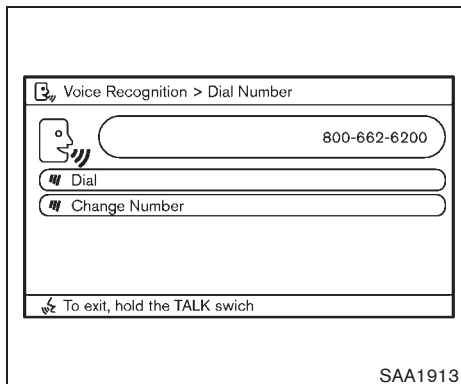 Voice Recognition > Dial Number
800-662-6200
Dial
Change Number
To exit, hold the TALK swich
SAA1913